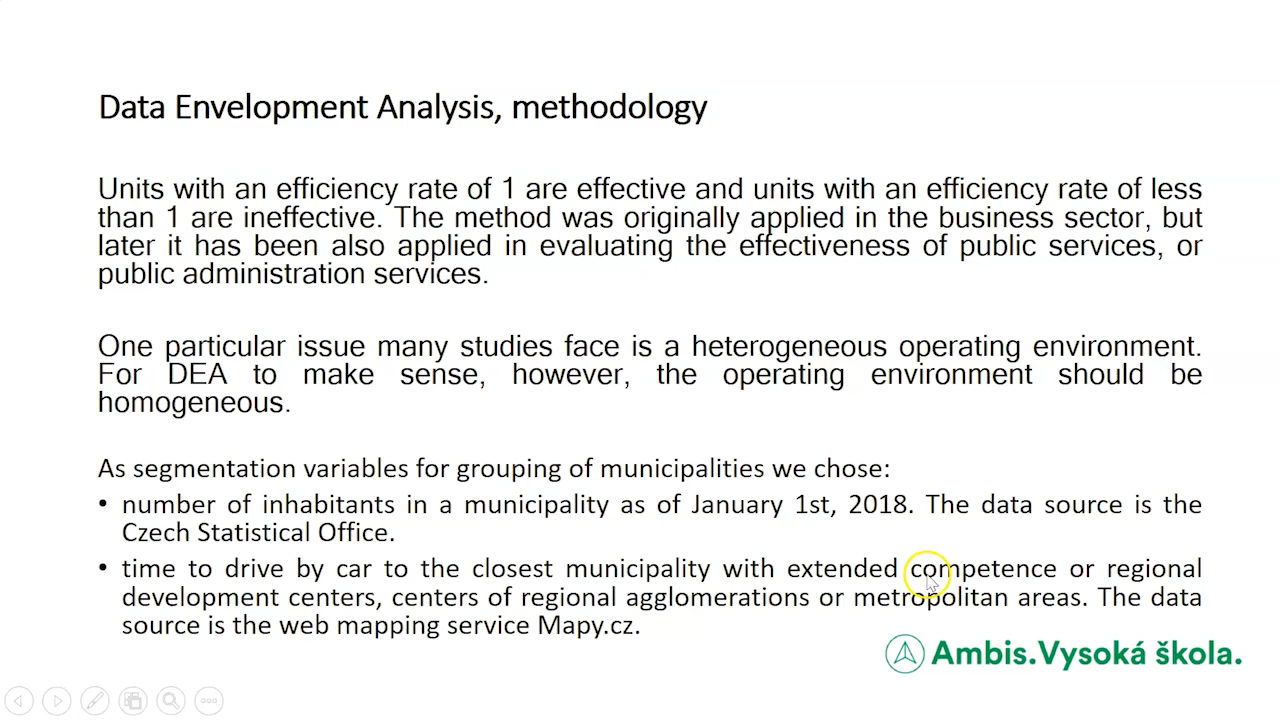 Data Envelopment Analysis, methodology
Units with an efficiency rate of 1 are effective and units with an efficiency rate of less
than 1 are ineffective. The method was originally applied in the business sector, but
later it has been also applied in evaluating the effectiveness of public services, or
public administration services.
One particular issue many studies face is a heterogeneous operating environment.
For DEA to make sense, however, the operating environment should be
homogeneous.
As segmentation variables for grouping of municipalities we chose:
• number of inhabitants in a municipality as of January 1st, 2018. The data source is the
Czech Statistical Office.
• time to drive by car to the closest municipality with extended competence or regional
development centers, centers of regional agglomerations or metropolitan areas. The data
source is the web mapping service Mapy.cz.
Ambis.Vysoká škola.